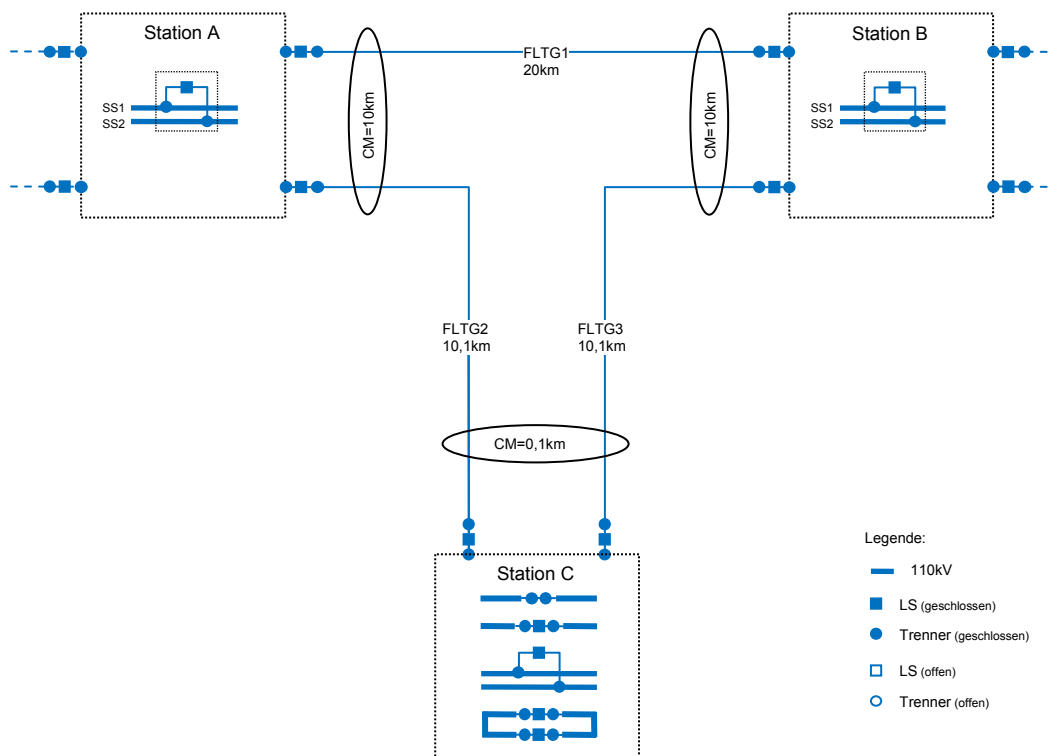 Station A
SS1
SS2
CM=10km
FLTG1
20km
CM=10km
Station B
SS1
SS2
FLTG2
10,1km
FLTG3
10,1km
CM=0,1km
Station C
Legende:
110kV
LS (geschlossen)
Trenner (geschlossen)
LS (offen)
Trenner (offen)